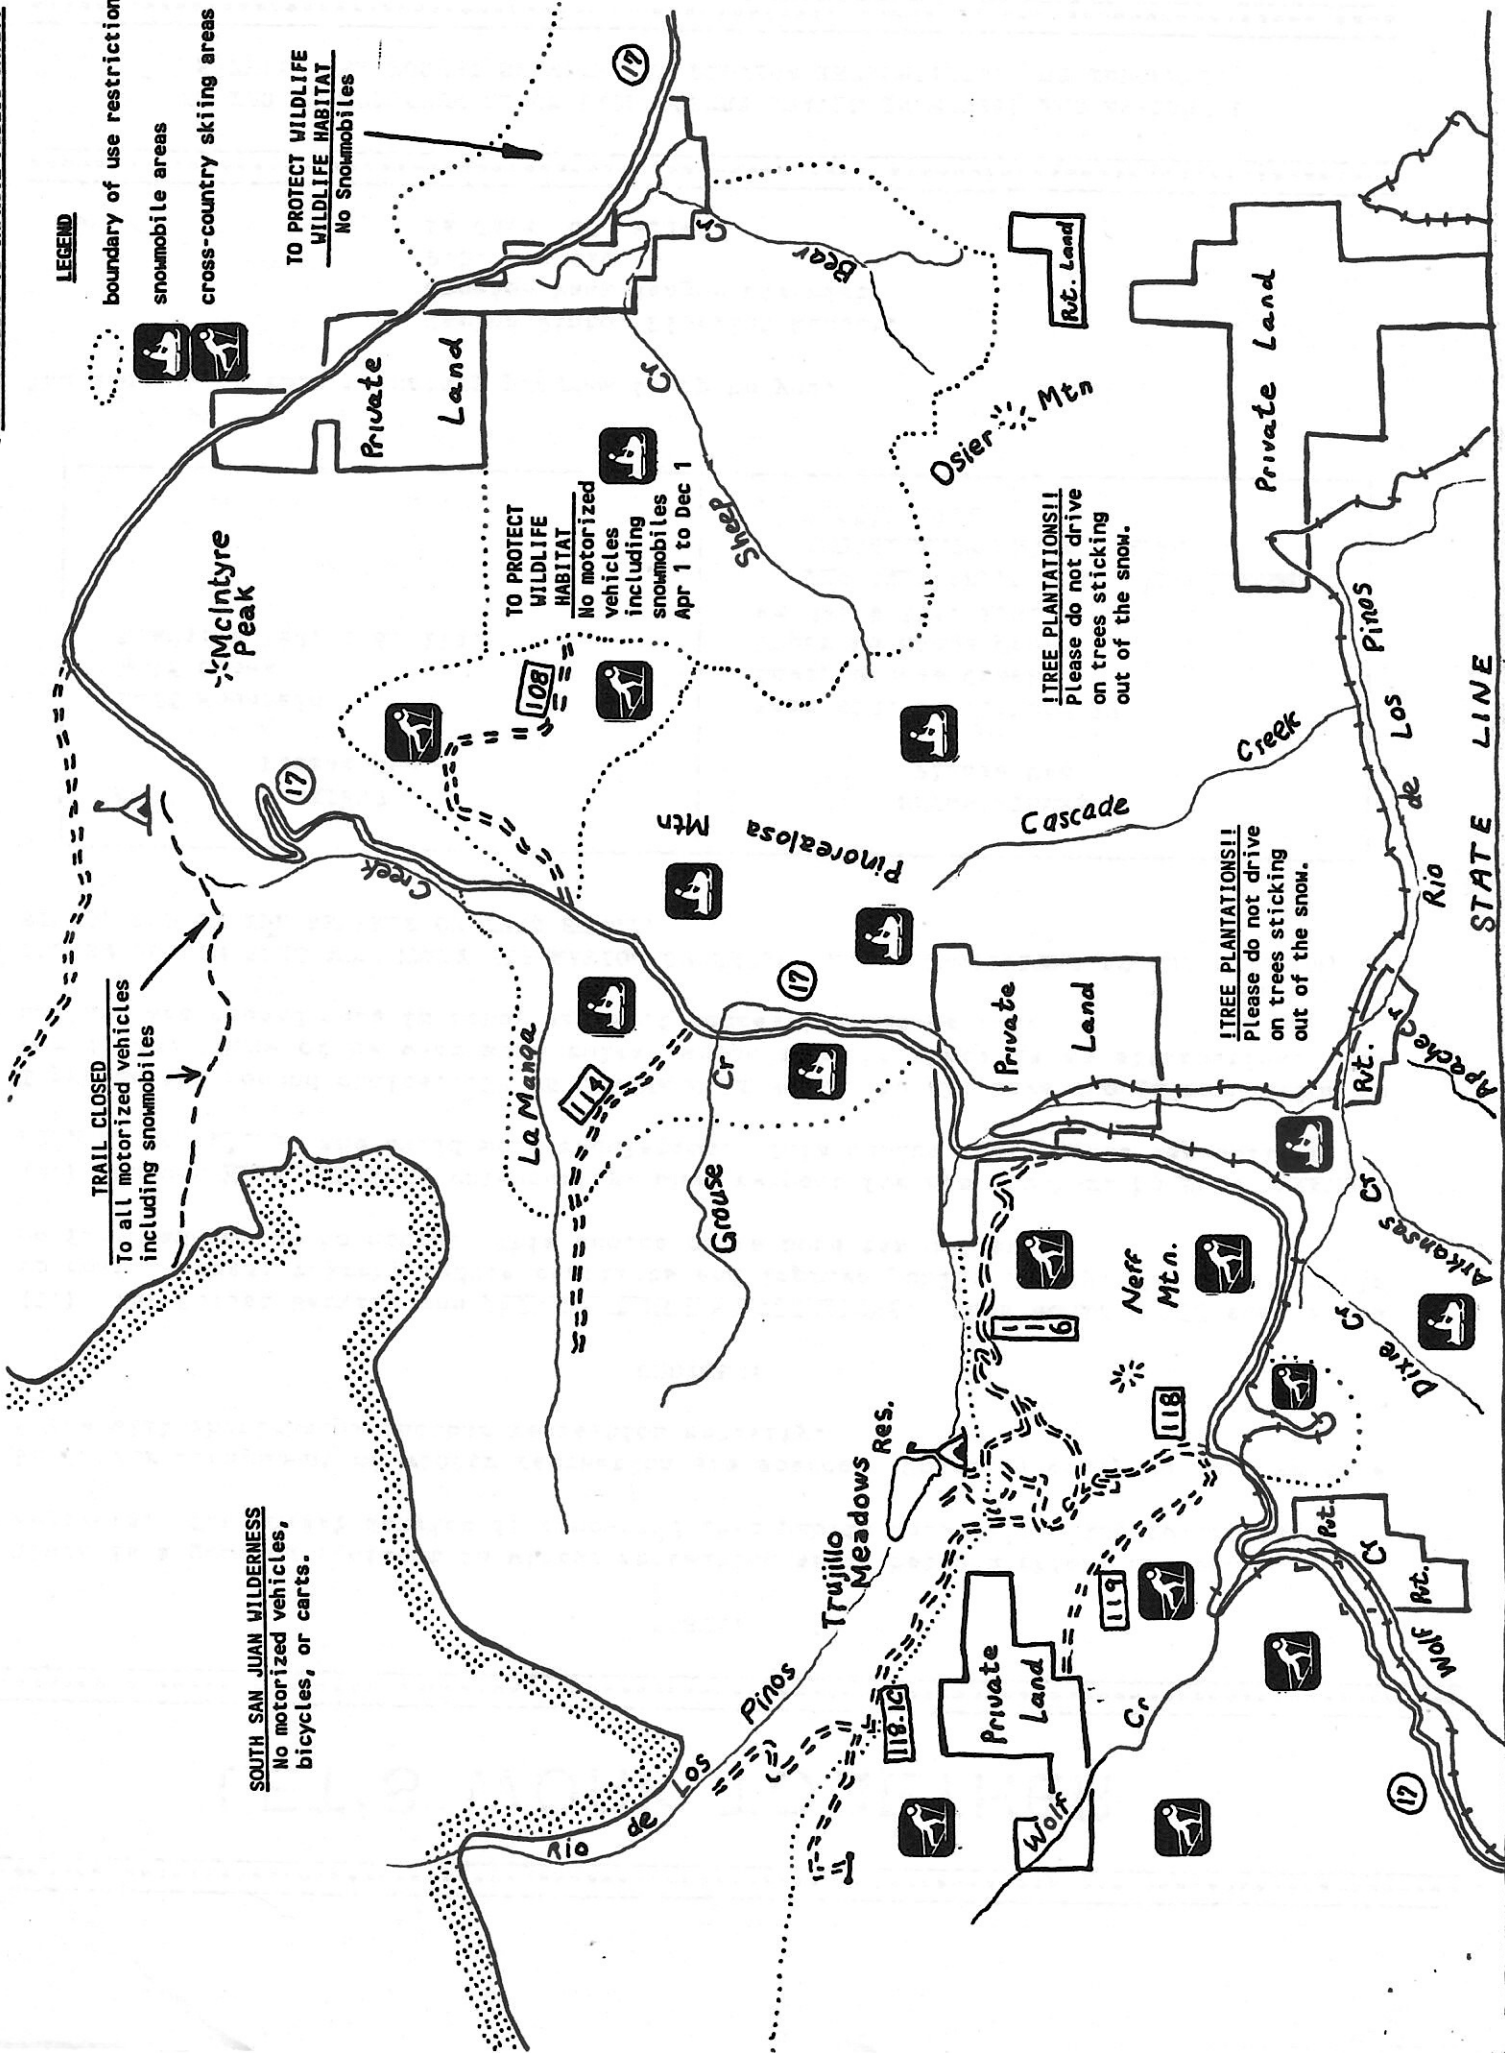 LEGEND
boundary of use restriction
snowmobile areas
cross-country skiing areas
TO PROTECT WILDLIFE
WILDLIFE HABITAT
No Snowmobiles
17
TRAIL CLOSED
To all motorized vehicles
including snowmobiles
McIntyre
Peak
Private
Land
17
Creek
TO PROTECT
WILDLIFE
HABITAT
No motorized
vehicles
including
snowmobiles
Apr 1 to Dec 1
108
Sheep Cr
Bear Cr
SOUTH SAN JUAN WILDERNESS
No motorized vehicles,
bicycles, or carts.
La Manga
114
Grouse Cr
17
Pinorealosa Mtn
Osier Mtn
Pvt. Land
Cascade Creek
!!TREE PLANTATIONS!!
Please do not drive
on trees sticking
out of the snow.
Private Land
Rio de Los Pinos
Trujillo
Meadows Res.
118.1C
Private
Land
Wolf Cr
119
118
116
Neff
Mtn.
Private
Land
!!TREE PLANTATIONS!!
Please do not drive
on trees sticking
out of the snow.
Rio de Los Pinos
Pvt.
Apache Cr
Arkansas Cr
Dixie Cr
Pvt.
Cr
Pvt.
Wolf
17
STATE LINE